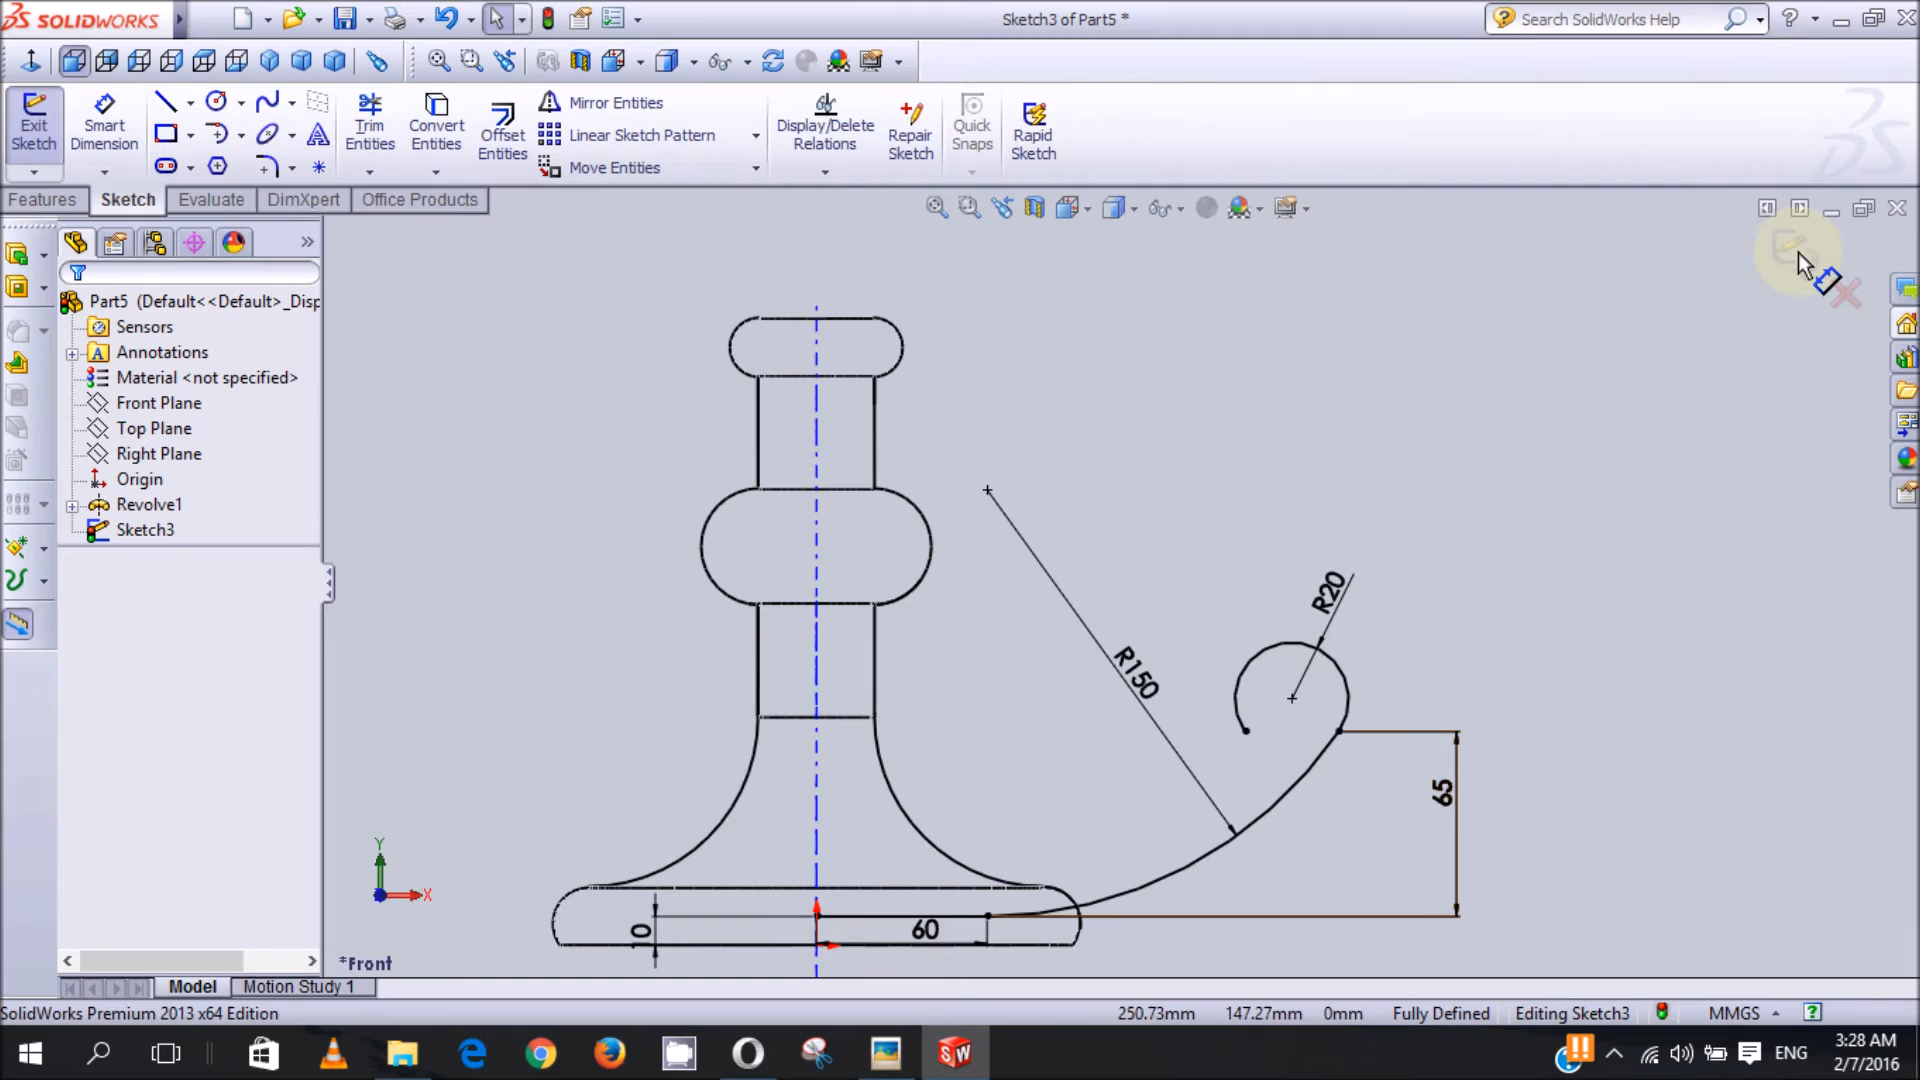 SOLIDWORKS
Sketch3 of Part5 *
Search SolidWorks Help
Exit Sketch
Smart Dimension
Trim Entities
Convert Entities
Offset Entities
Mirror Entities
Linear Sketch Pattern
Move Entities
Display/Delete Relations
Repair Sketch
Quick Snaps
Rapid Sketch
Features
Sketch
Evaluate
DimXpert
Office Products
Part5 (Default<<Default>_Disp
Sensors
Annotations
Material <not specified>
Front Plane
Top Plane
Right Plane
Origin
Revolve1
Sketch3
R20
R150
65
60
10
Y
X
*Front
Model
Motion Study 1
SolidWorks Premium 2013 x64 Edition
250.73mm 147.27mm 0mm Fully Defined Editing Sketch3 MMGS
ENG
3:28 AM
2/7/2016